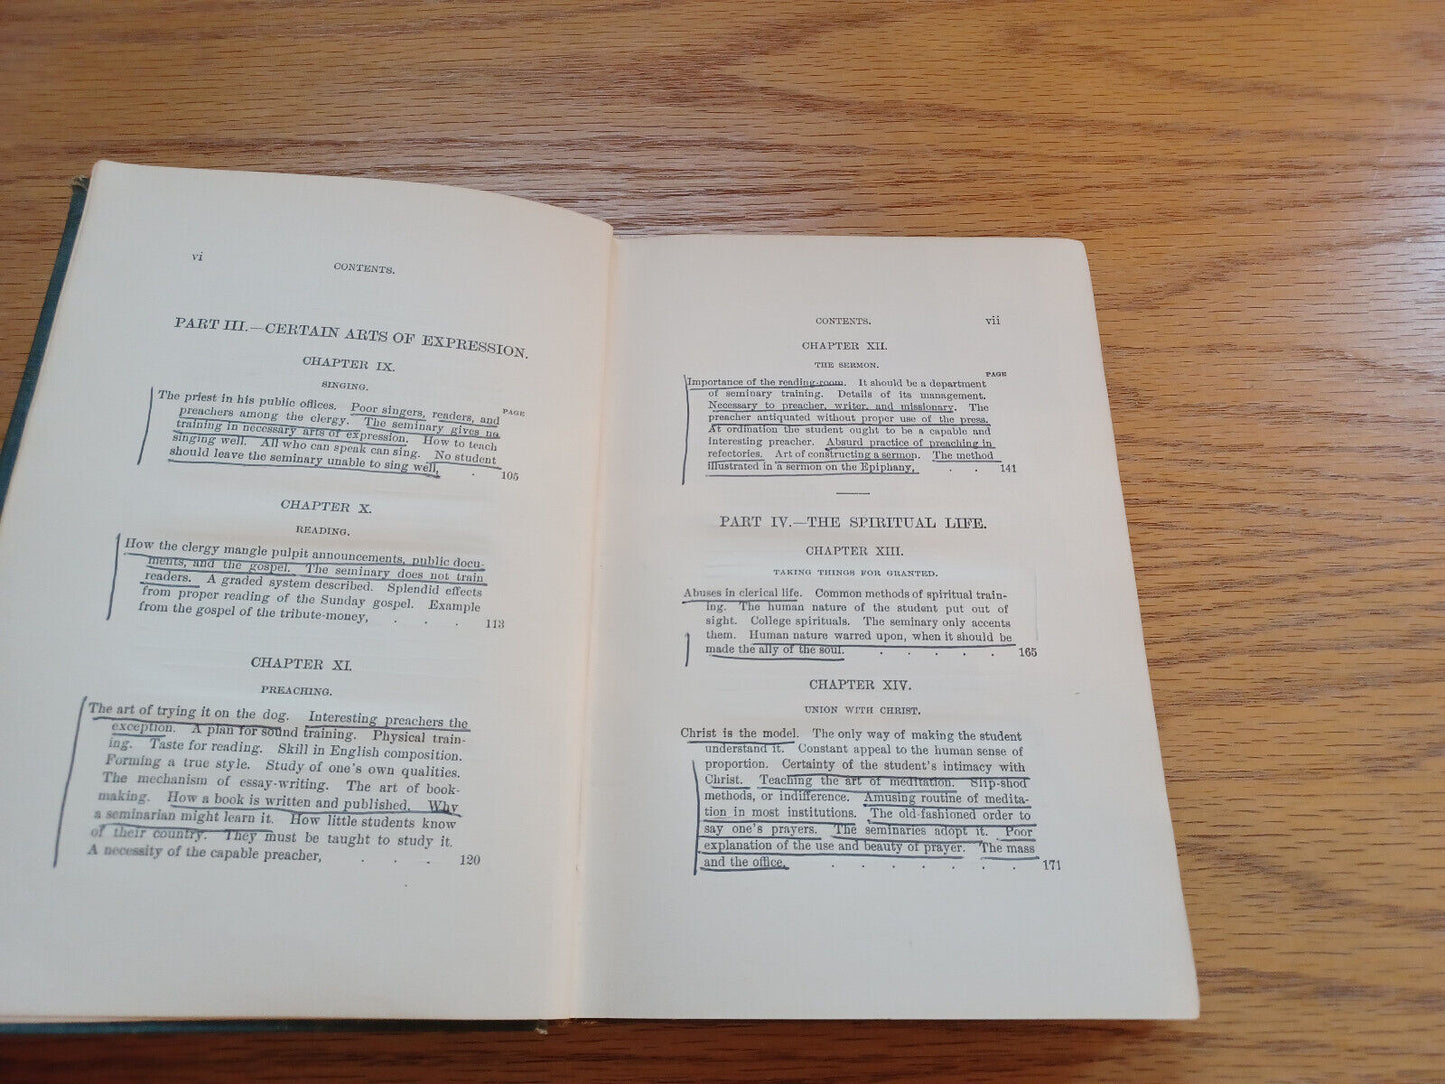 vi
CONTENTS.
PART III.—CERTAIN ARTS OF EXPRESSION.
CHAPTER IX.
SINGING.
PAGE
The priest in his public offices. Poor singers, readers, and
preachers among the clergy. The seminary gives no
training in necessary arts of expression. How to teach
singing well. All who can speak can sing. No student
should leave the seminary unable to sing well, . 105
CHAPTER X.
READING.
How the clergy mangle pulpit announcements, public docu-
ments, and the gospel. The seminary does not train
readers. A graded system described. Splendid effects
from proper reading of the Sunday gospel. Example
from the gospel of the tribute-money, . . . 113
CHAPTER XI.
PREACHING.
The art of trying it on the dog. Interesting preachers the
exception. A plan for sound training. Physical train-
ing. Taste for reading. Skill in English composition.
Forming a true style. Study of one's own qualities.
The mechanism of essay-writing. The art of book-
making. How a book is written and published. Why
a seminarian might learn it. How little students know
of their country. They must be taught to study it.
A necessity of the capable preacher, . . . 120
CONTENTS. vii
CHAPTER XII.
THE SERMON.
PAGE
Importance of the reading-room. It should be a department
of seminary training. Details of its management.
Necessary to preacher, writer, and missionary. The
preacher antiquated without proper use of the press.
At ordination the student ought to be a capable and
interesting preacher. Absurd practice of preaching in
refectories. Art of constructing a sermon. The method
illustrated in a sermon on the Epiphany, . . 141
PART IV.—THE SPIRITUAL LIFE.
CHAPTER XIII.
TAKING THINGS FOR GRANTED.
Abuses in clerical life. Common methods of spiritual train-
ing. The human nature of the student put out of
sight. College spirituals. The seminary only accents
them. Human nature warred upon, when it should be
made the ally of the soul. . . . . . 165
CHAPTER XIV.
UNION WITH CHRIST.
Christ is the model. The only way of making the student
understand it. Constant appeal to the human sense of
proportion. Certainty of the student's intimacy with
Christ. Teaching the art of meditation. Slip-shod
methods, or indifference. Amusing routine of medita-
tion in most institutions. The old-fashioned order to
say one's prayers. The seminaries adopt it. Poor
explanation of the use and beauty of prayer. The mass
and the office, . . . . . . . 171